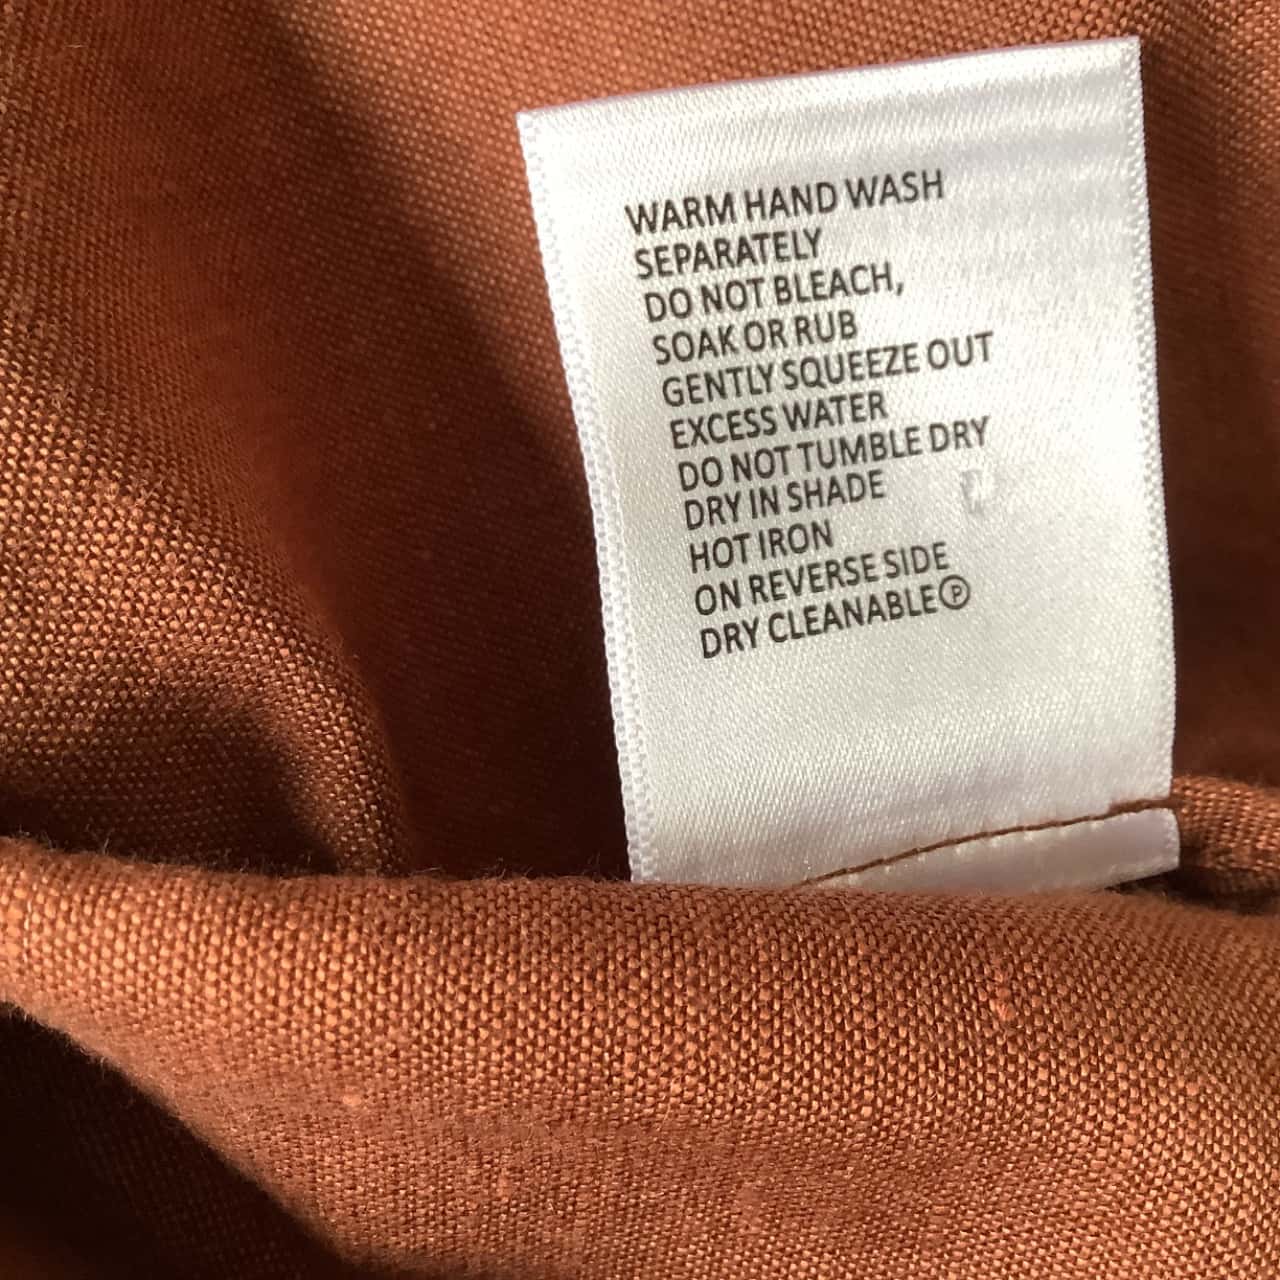 WARM HAND WASH
SEPARATELY
DO NOT BLEACH,
SOAK OR RUB
GENTLY SQUEEZE OUT
EXCESS WATER
DO NOT TUMBLE DRY
DRY IN SHADE
HOT IRON
ON REVERSE SIDE
DRY CLEANABLE Ⓟ